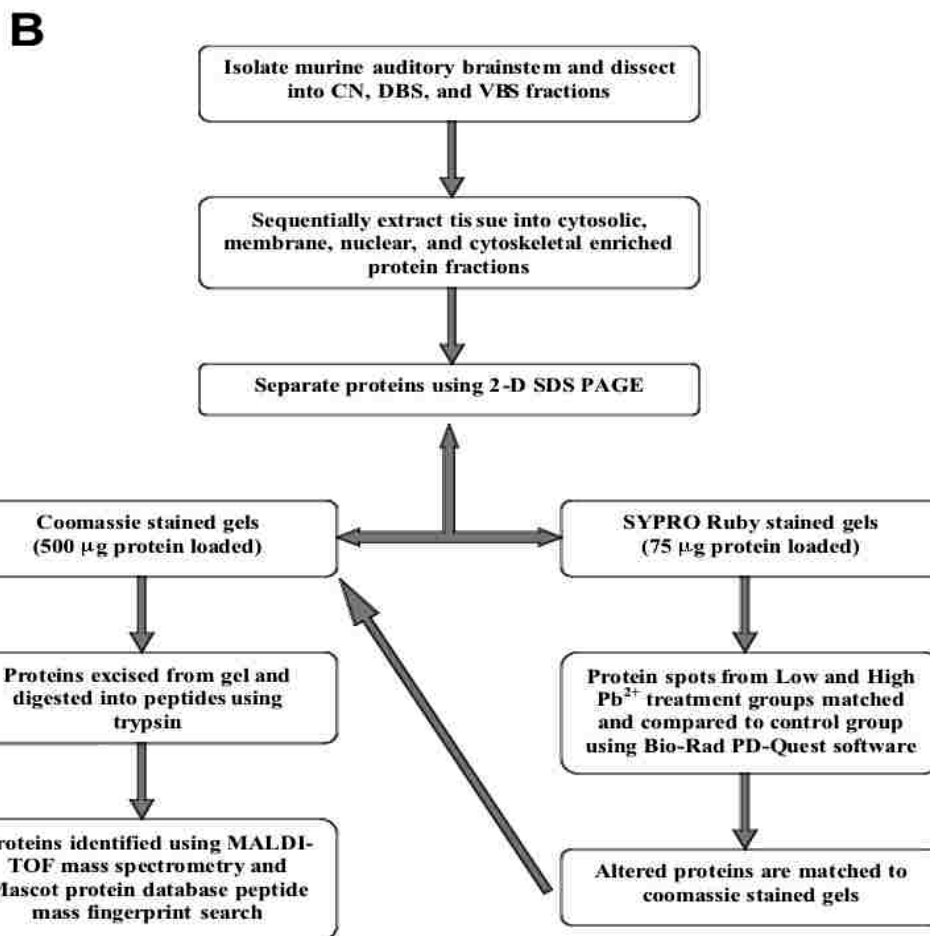 B
Isolate murine auditory brainstem and dissect
into CN, DBS, and VBS fractions
Sequentially extract tissue into cytosolic,
membrane, nuclear, and cytoskeletal enriched
protein fractions
Separate proteins using 2-D SDS PAGE
Coomassie stained gels
(500 µg protein loaded)
SYPRO Ruby stained gels
(75 µg protein loaded)
Proteins excised from gel and
digested into peptides using
trypsin
Protein spots from Low and High
Pb²⁺ treatment groups matched
and compared to control group
using Bio-Rad PD-Quest software
roteins identified using MALDI-
TOF mass spectrometry and
Mascot protein database peptide
mass fingerprint search
Altered proteins are matched to
coomassie stained gels